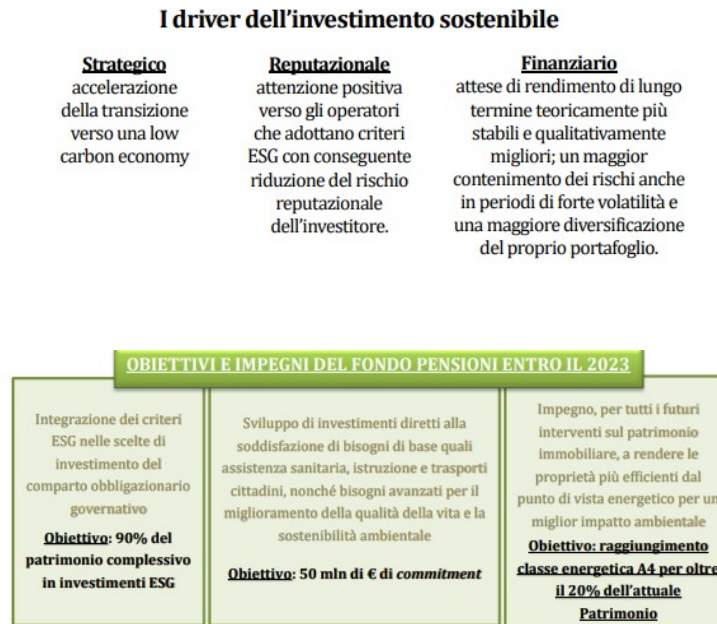 I driver dell'investimento sostenibile
Strategico
accelerazione
della transizione
verso una low
carbon economy
Reputazionale
attenzione positiva
verso gli operatori
che adottano criteri
ESG con conseguente
riduzione del rischio
reputazionale
dell'investitore.
Finanziario
attese di rendimento di lungo
termine teoricamente più
stabili e qualitativamente
migliori; un maggior
contenimento dei rischi anche
in periodi di forte volatilità e
una maggiore diversificazione
del proprio portafoglio.
OBIETTIVI E IMPEGNI DEL FONDO PENSIONI ENTRO IL 2023
Integrazione dei criteri
ESG nelle scelte di
investimento del
comparto obbligazionario
governativo
Obiettivo: 90% del
patrimonio complessivo
in investimenti ESG
Sviluppo di investimenti diretti alla
soddisfazione di bisogni di base quali
assistenza sanitaria, istruzione e trasporti
cittadini, nonché bisogni avanzati per il
miglioramento della qualità della vita e la
sostenibilità ambientale
Obiettivo: 50 mln di € di commitment
Impegno, per tutti i futuri
interventi sul patrimonio
immobiliare, a rendere le
proprietà più efficienti dal
punto di vista energetico per un
miglior impatto ambientale
Obiettivo: raggiungimento
classe energetica A4 per oltre
il 20% dell'attuale
Patrimonio